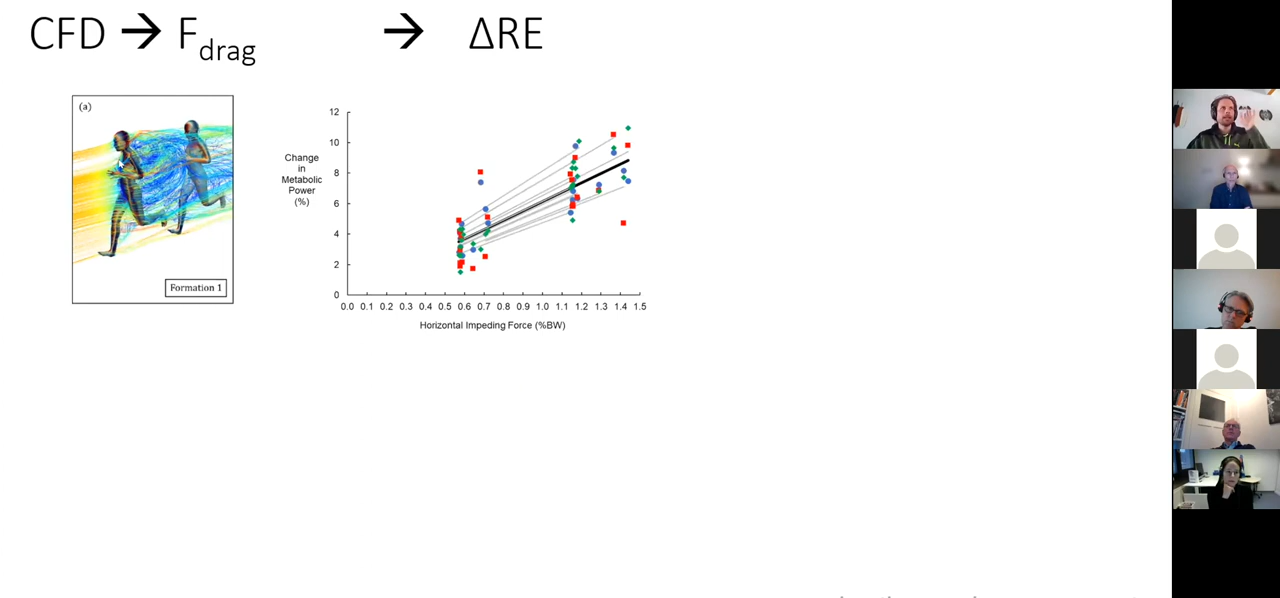 CFD → F drag → ΔRE
(a)
Formation 1
12
10
8
6
4
2
0
Change
in
Metabolic
Power
(%)
0.0 0.1 0.2 0.3 0.4 0.5 0.6 0.7 0.8 0.9 1.0 1.1 1.2 1.3 1.4 1.5
Horizontal Impeding Force (%BW)